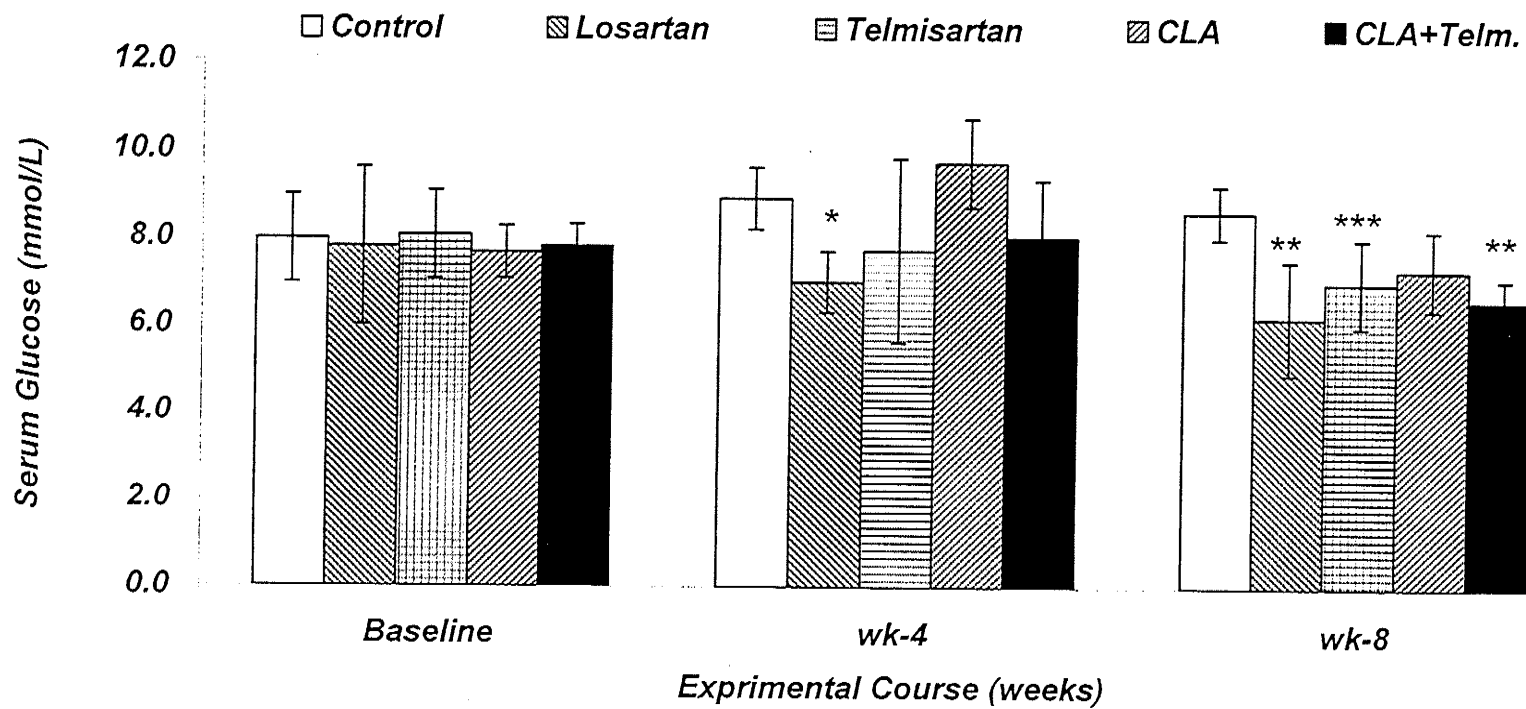 Control Losartan Telmisartan CLA CLA+Telm.
Serum Glucose (mmol/L)
12.0
10.0
8.0
6.0
4.0
2.0
0.0
*
** *** **
Baseline wk-4 wk-8
Exprimental Course (weeks)